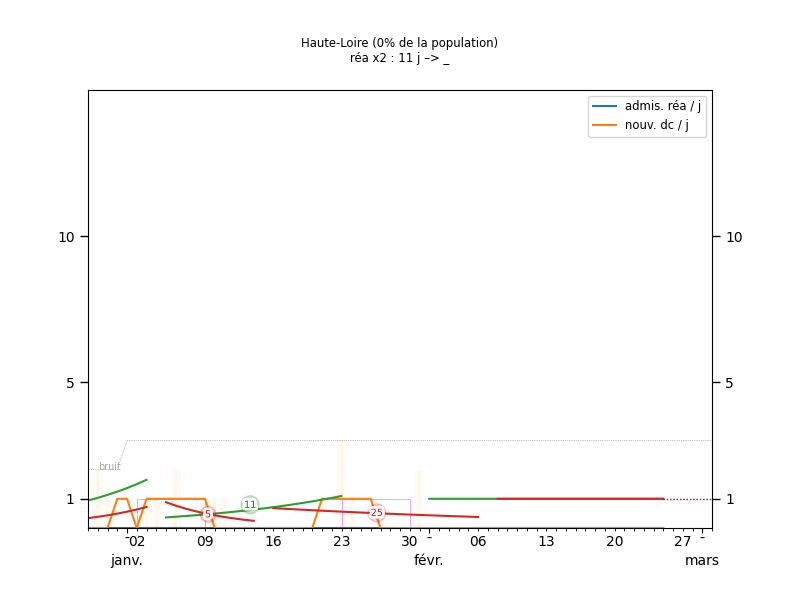 Haute-Loire (0% de la population)
réa x2 : 11 j –> _
admis. réa / j
nouv. dc / j
10 10
5 5
bruit
1 1
5 11 25
02 09 16 23 30 06 13 20 27
janv. févr. mars